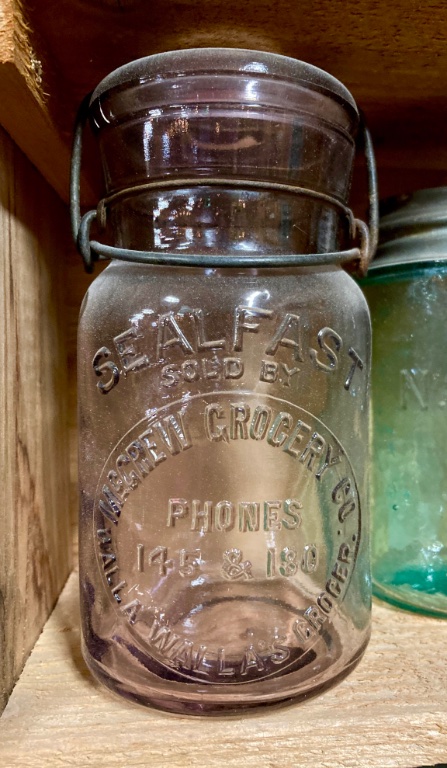 SEALFAST
SOLD BY
McGREW GROCERY CO.
PHONES
145 & 180
WALLA WALLA'S GROCER.
N